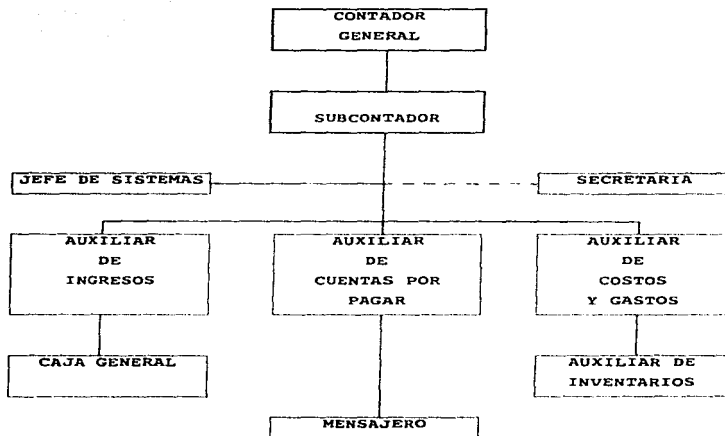 CONTADOR
GENERAL
SUBCONTADOR
JEFE DE SISTEMAS
SECRETARIA
AUXILIAR
DE
INGRESOS
AUXILIAR
DE
CUENTAS POR
PAGAR
AUXILIAR
DE
COSTOS
Y GASTOS
CAJA GENERAL
AUXILIAR DE
INVENTARIOS
MENSAJERO